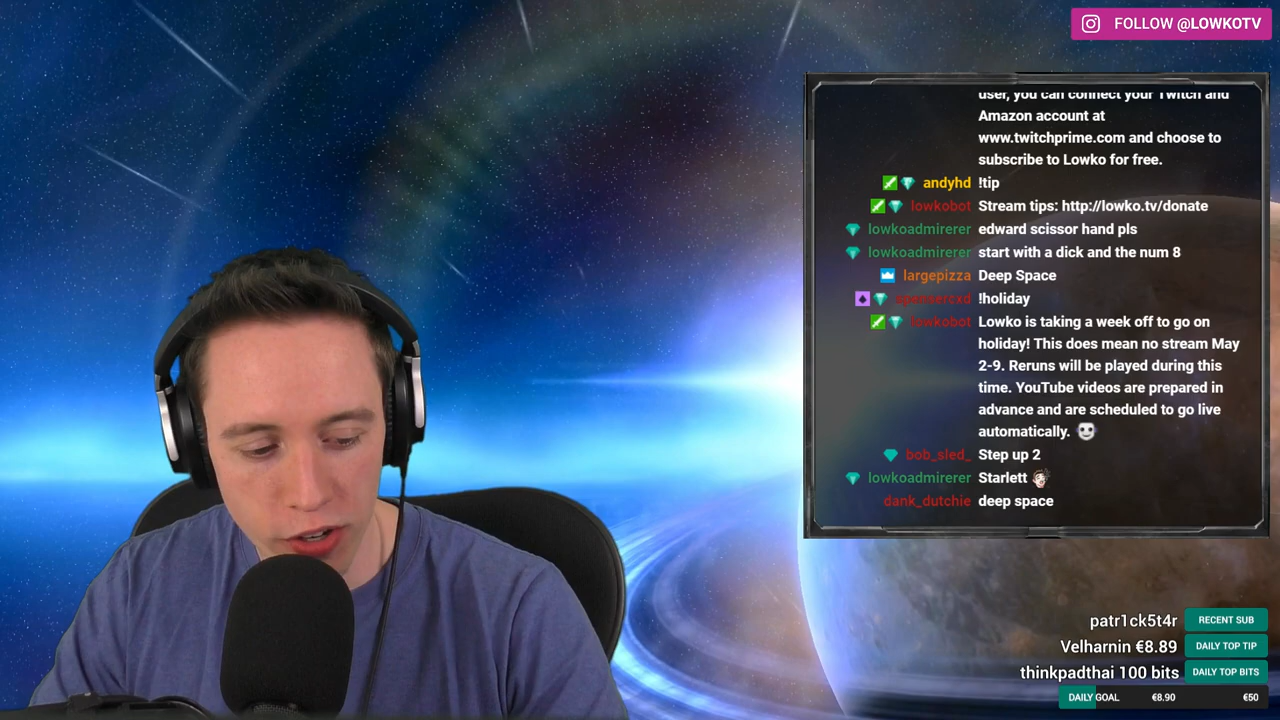 FOLLOW @LOWKOTV
user, you can connect your Twitch and
Amazon account at
www.twitchprime.com and choose to
subscribe to Lowko for free.
andyhd !tip
lowkobot Stream tips: http://lowko.tv/donate
lowkoadmirerer edward scissor hand pls
lowkoadmirerer start with a dick and the num 8
largepizza Deep Space
!holiday
lowkobot Lowko is taking a week off to go on
holiday! This does mean no stream May
2-9. Reruns will be played during this
time. YouTube videos are prepared in
advance and are scheduled to go live
automatically.
bob_sled_ Step up 2
lowkoadmirerer Starlett
dank_dutchie deep space
patr1ck5t4r RECENT SUB
Velharnin €8.89 DAILY TOP TIP
thinkpadthai 100 bits DAILY TOP BITS
DAILY GOAL €8.90 €50